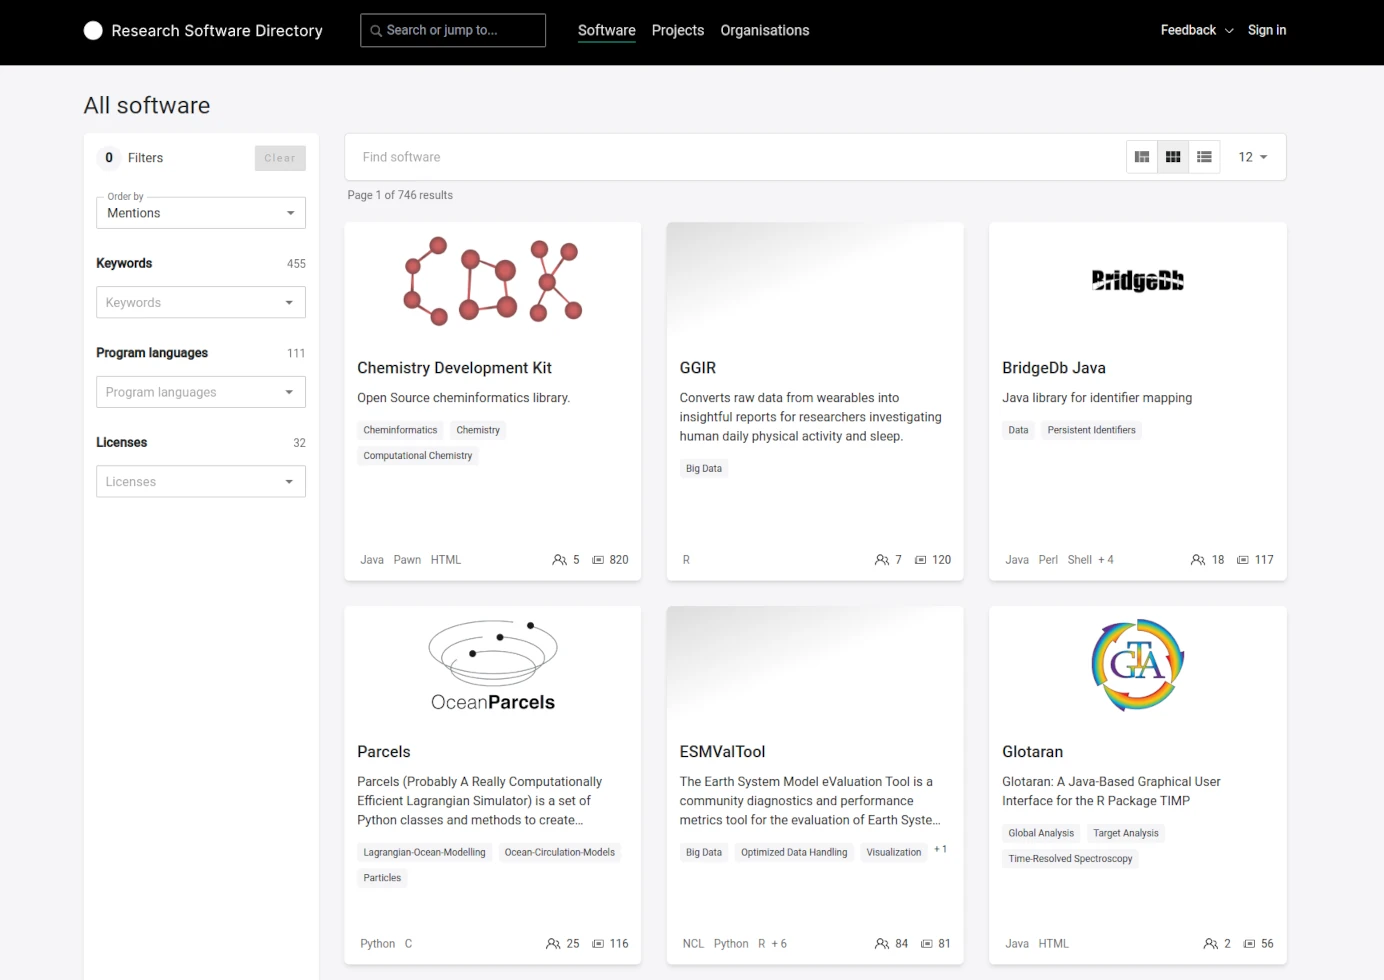 Research Software Directory
Search or jump to...
Software
Projects
Organisations
Feedback
Sign in
All software
0 Filters
Clear
Order by
Mentions
Keywords 455
Keywords
Program languages 111
Program languages
Licenses 32
Licenses
Find software
12
Page 1 of 746 results
CDK
Chemistry Development Kit
Open Source cheminformatics library.
Cheminformatics Chemistry
Computational Chemistry
Java Pawn HTML 5 820
GGIR
Converts raw data from wearables into
insightful reports for researchers investigating
human daily physical activity and sleep.
Big Data
R 7 120
BridgeDb
BridgeDb Java
Java library for identifier mapping
Data Persistent Identifiers
Java Perl Shell + 4 18 117
OceanParcels
Parcels
Parcels (Probably A Really Computationally
Efficient Lagrangian Simulator) is a set of
Python classes and methods to create...
Lagrangian-Ocean-Modelling Ocean-Circulation-Models
Particles
Python C 25 116
ESMValTool
The Earth System Model eValuation Tool is a
community diagnostics and performance
metrics tool for the evaluation of Earth Syste...
Big Data Optimized Data Handling Visualization + 1
NCL Python R + 6 84 81
GTA
Glotaran
Glotaran: A Java-Based Graphical User
Interface for the R Package TIMP
Global Analysis Target Analysis
Time-Resolved Spectroscopy
Java HTML 2 56